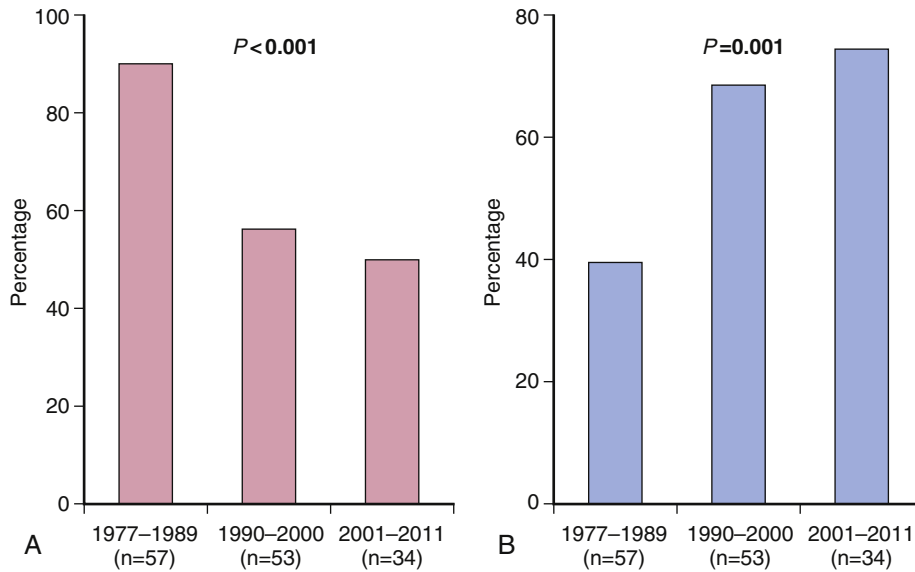 100
80
60
40
20
0
Percentage
P<0.001
1977–1989
(n=57)
1990–2000
(n=53)
2001–2011
(n=34)
A
80
60
40
20
0
Percentage
P=0.001
1977–1989
(n=57)
1990–2000
(n=53)
2001–2011
(n=34)
B